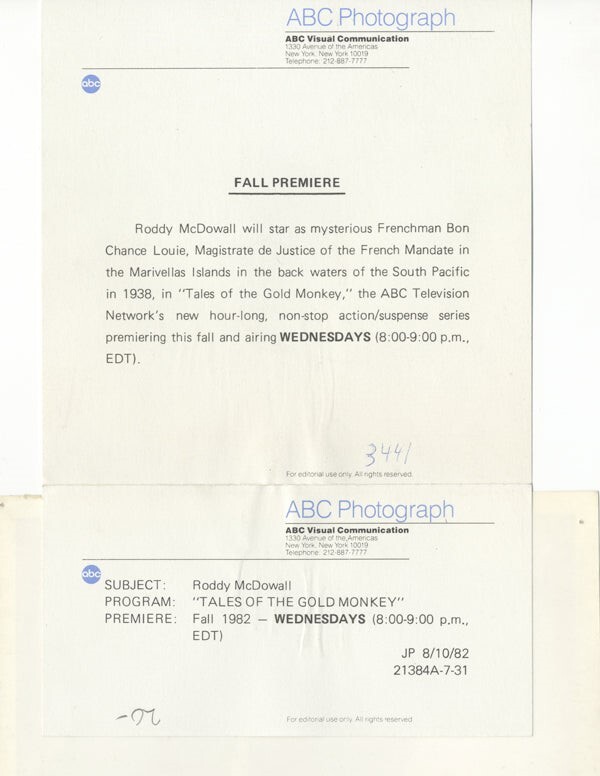 ABC Photograph
ABC Visual Communication
1330 Avenue of the Americas
New York, New York 10019
Telephone: 212-887-7777
abc
FALL PREMIERE
Roddy McDowall will star as mysterious Frenchman Bon
Chance Louie, Magistrate de Justice of the French Mandate in
the Marivellas Islands in the back waters of the South Pacific
in 1938, in "Tales of the Gold Monkey," the ABC Television
Network's new hour-long, non-stop action/suspense series
premiering this fall and airing WEDNESDAYS (8:00-9:00 p.m.,
EDT).
3441
For editorial use only. All rights reserved.
ABC Photograph
ABC Visual Communication
1330 Avenue of the Americas
New York, New York 10019
Telephone: 212-887-7777
abc
SUBJECT: Roddy McDowall
PROGRAM: "TALES OF THE GOLD MONKEY"
PREMIERE: Fall 1982 – WEDNESDAYS (8:00-9:00 p.m.,
EDT)
JP 8/10/82
21384A-7-31
For editorial use only. All rights reserved.